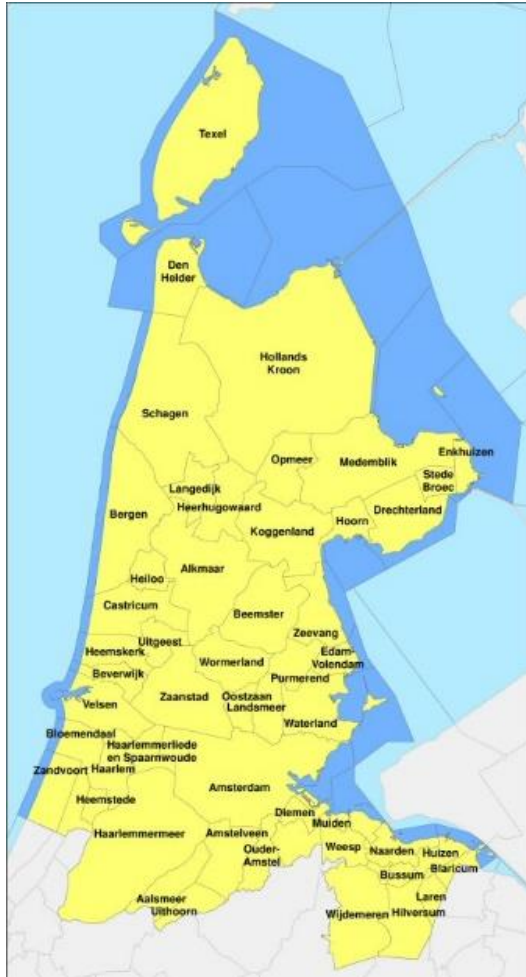 Texel
Den
Helder
Hollands
Kroon
Schagen
Enkhuizen
Opmeer
Medemblik
Stede
Broec
Langedijk
Heerhugowaard
Drechterland
Bergen
Hoorn
Koggenland
Alkmaar
Heiloo
Castricum
Beemster
Zeevang
Uitgeest
Heemskerk
Edam-
Volendam
Wormerland
Beverwijk
Purmerend
Zaanstad
Oostzaan
Velsen
Landsmeer
Waterland
Bloemendaal
Haarlemmerliede
en Spaarnwoude
Zandvoort
Haarlem
Amsterdam
Heemstede
Diemen
Muiden
Haarlemmermeer
Amstelveen
Weesp
Naarden
Huizen
Ouder-
Amstel
Blaricum
Bussum
Aalsmeer
Laren
Uithoorn
Wijdemeren
Hilversum